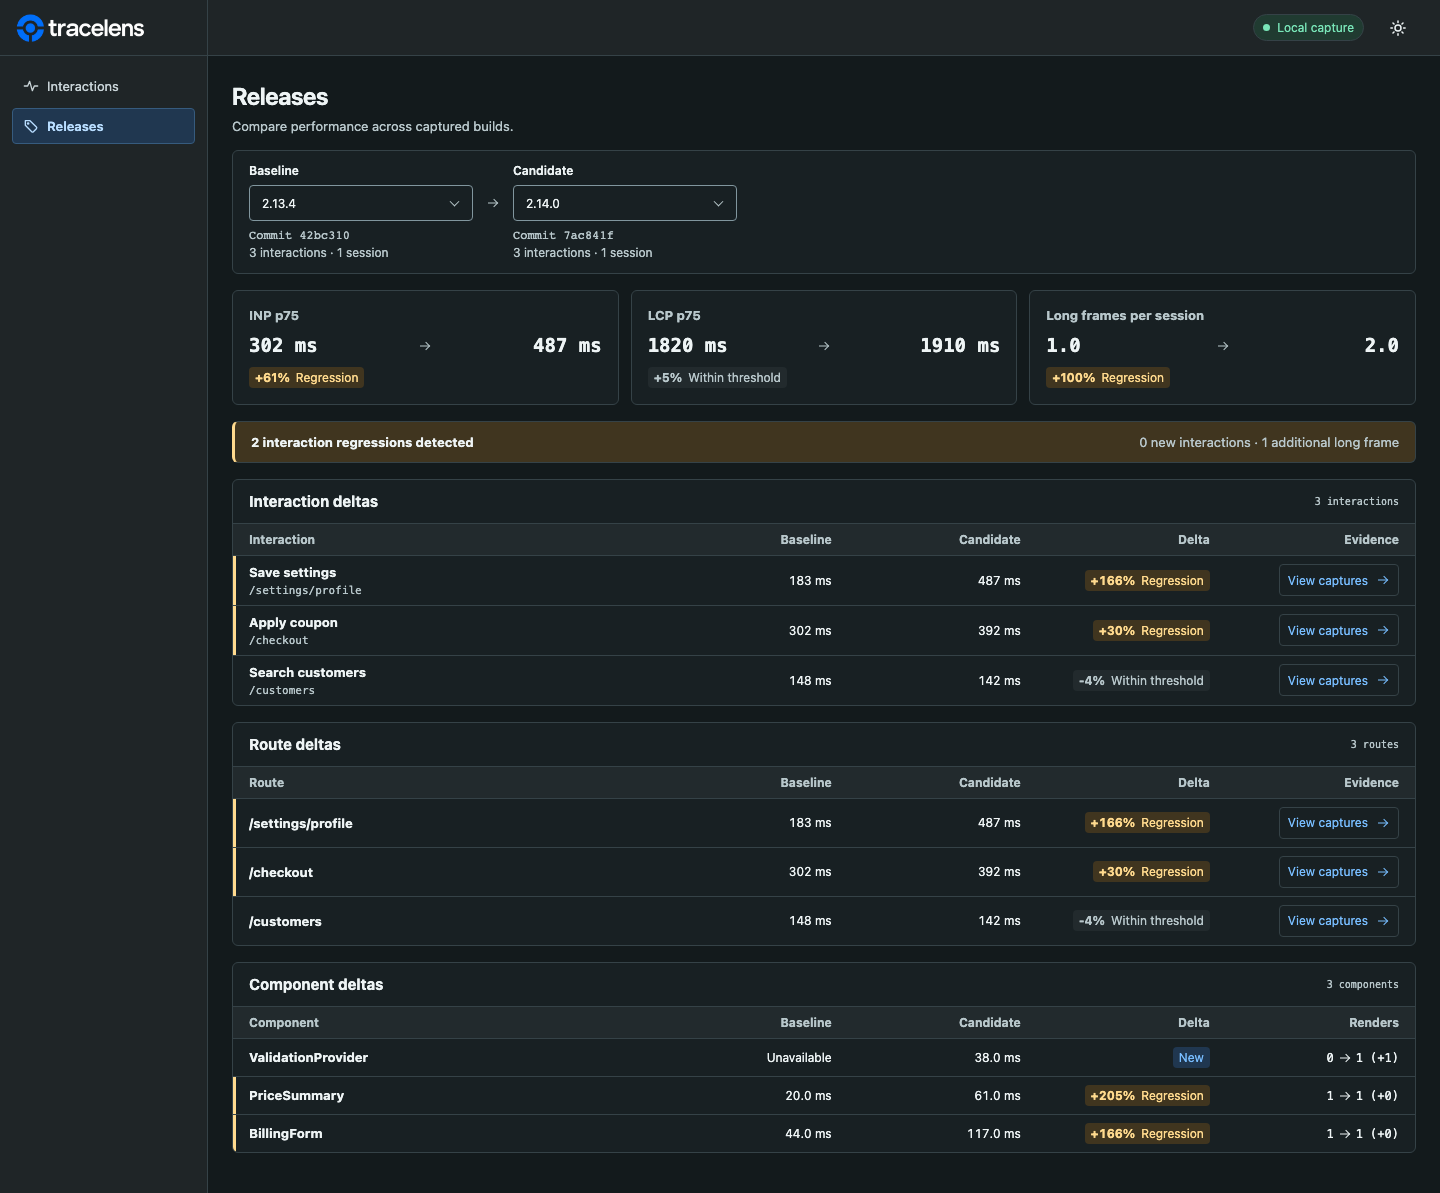 tracelens
Local capture
Interactions
Releases
Releases
Compare performance across captured builds.
Baseline
Candidate
2.13.4
2.14.0
Commit 42bc310
Commit 7ac841f
3 interactions · 1 session
3 interactions · 1 session
INP p75
302 ms → 487 ms
+61% Regression
LCP p75
1820 ms → 1910 ms
+5% Within threshold
Long frames per session
1.0 → 2.0
+100% Regression
2 interaction regressions detected
0 new interactions · 1 additional long frame
Interaction deltas
3 interactions
Interaction Baseline Candidate Delta Evidence
Save settings
/settings/profile
183 ms 487 ms +166% Regression View captures →
Apply coupon
/checkout
302 ms 392 ms +30% Regression View captures →
Search customers
/customers
148 ms 142 ms -4% Within threshold View captures →
Route deltas
3 routes
Route Baseline Candidate Delta Evidence
/settings/profile 183 ms 487 ms +166% Regression View captures →
/checkout 302 ms 392 ms +30% Regression View captures →
/customers 148 ms 142 ms -4% Within threshold View captures →
Component deltas
3 components
Component Baseline Candidate Delta Renders
ValidationProvider Unavailable 38.0 ms New 0 → 1 (+1)
PriceSummary 20.0 ms 61.0 ms +205% Regression 1 → 1 (+0)
BillingForm 44.0 ms 117.0 ms +166% Regression 1 → 1 (+0)